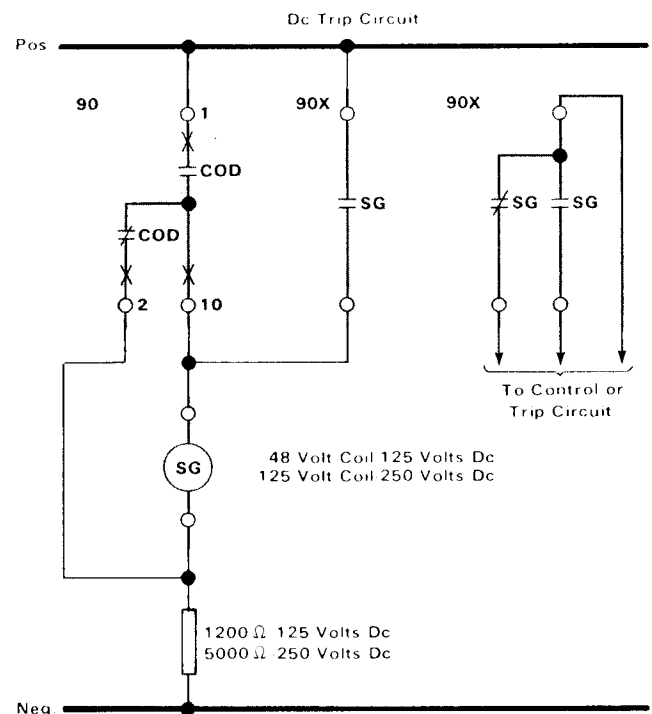 Dc Trip Circuit
Pos
90
1
90X
90X
COD
COD
SG
SG
SG
2
10
To Control or
Trip Circuit
SG
48 Volt Coil 125 Volts Dc
125 Volt Coil 250 Volts Dc
1200 Ω 125 Volts Dc
5000 Ω 250 Volts Dc
Neg.